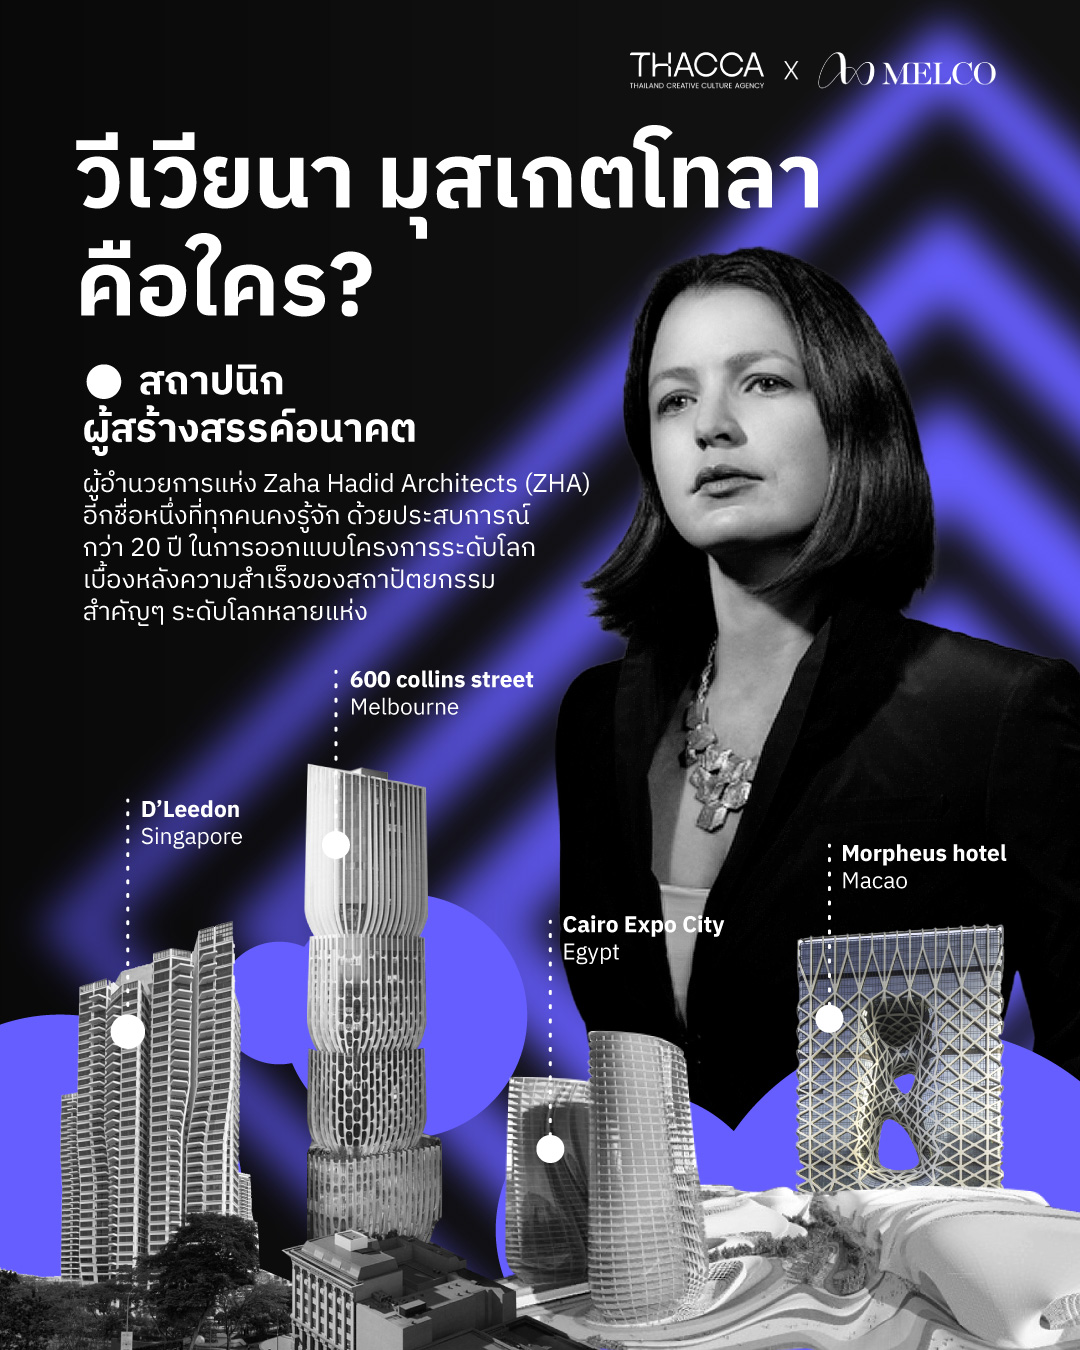 THACCA
THAILAND CREATIVE CULTURE AGENCY
X
MELCO
วีเวียนา มุสเกตโทลา
คือใคร?
สถาปนิก
ผู้สร้างสรรค์อนาคต
ผู้อำนวยการแห่ง Zaha Hadid Architects (ZHA)
อีกชื่อหนึ่งที่ทุกคนคงรู้จัก ด้วยประสบการณ์
กว่า 20 ปี ในการออกแบบโครงการระดับโลก
เบื้องหลังความสำเร็จของสถาปัตยกรรม
สำคัญๆ ระดับโลกหลายแห่ง
600 collins street
Melbourne
D’Leedon
Singapore
Morpheus hotel
Macao
Cairo Expo City
Egypt